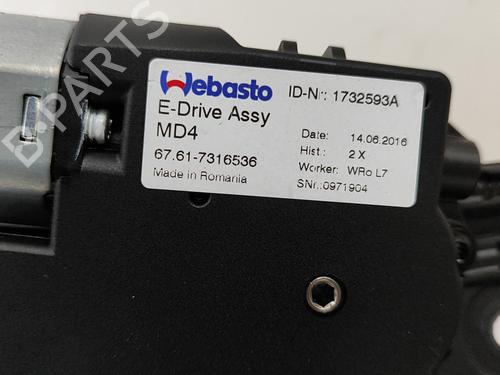 Webasto
ID-Nr: 1732593A
E-Drive Assy
MD4
Date: 14.06.2016
Hist.: 2 X
67.61-7316536
Worker: WRo L7
Made in Romania
SNr.:0971904
B-PARTS